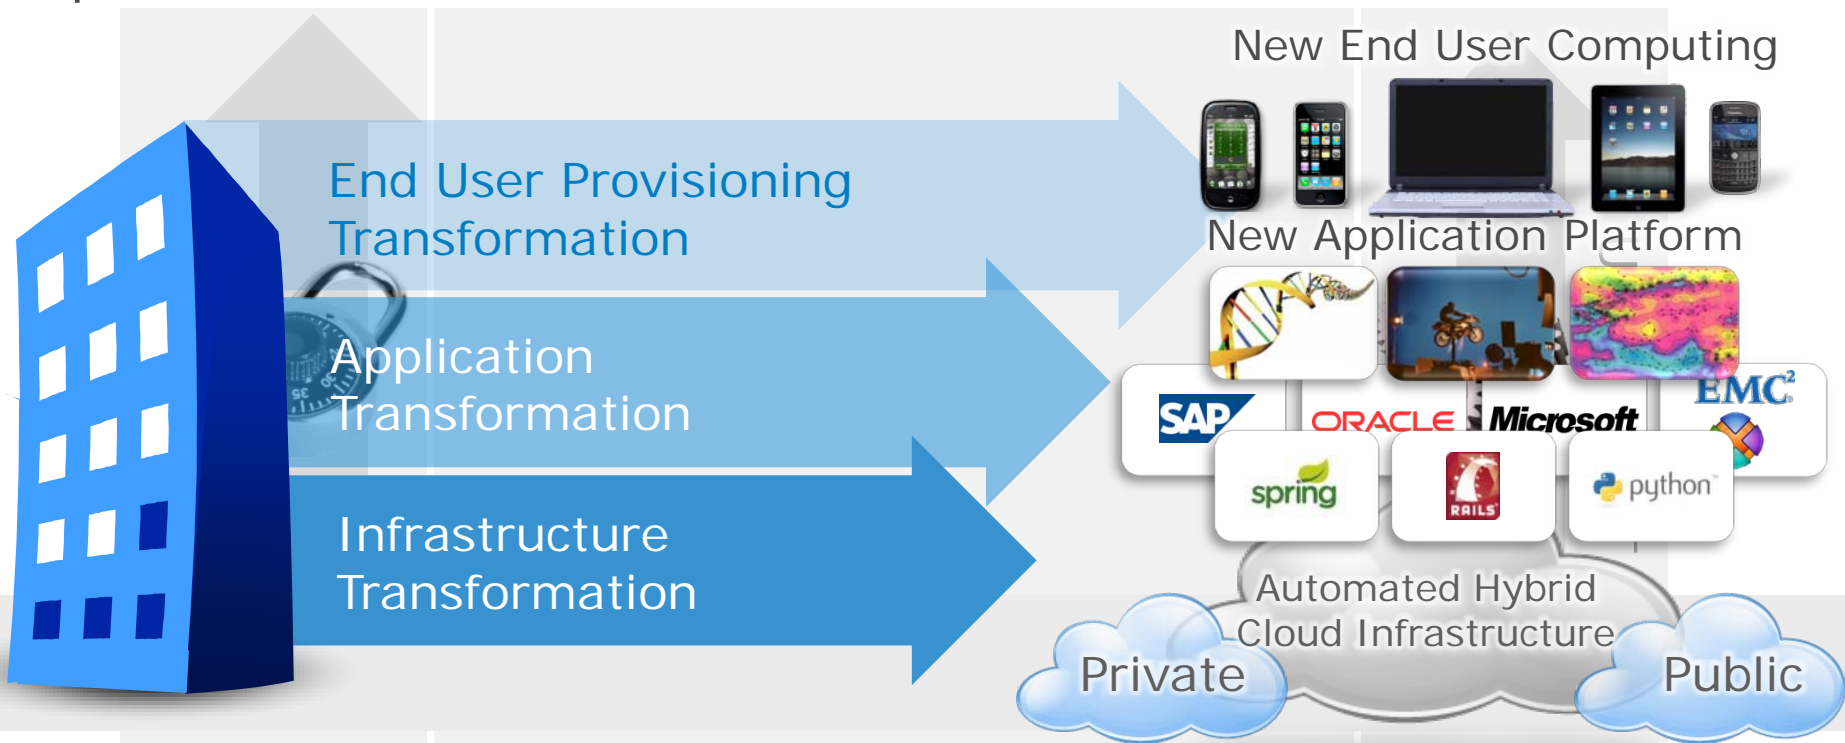 New End User Computing
End User Provisioning
Transformation
New Application Platform
Application
Transformation
SAP
ORACLE
Microsoft
EMC²
spring
RAILS
python
Infrastructure
Transformation
Automated Hybrid
Cloud Infrastructure
Private
Public